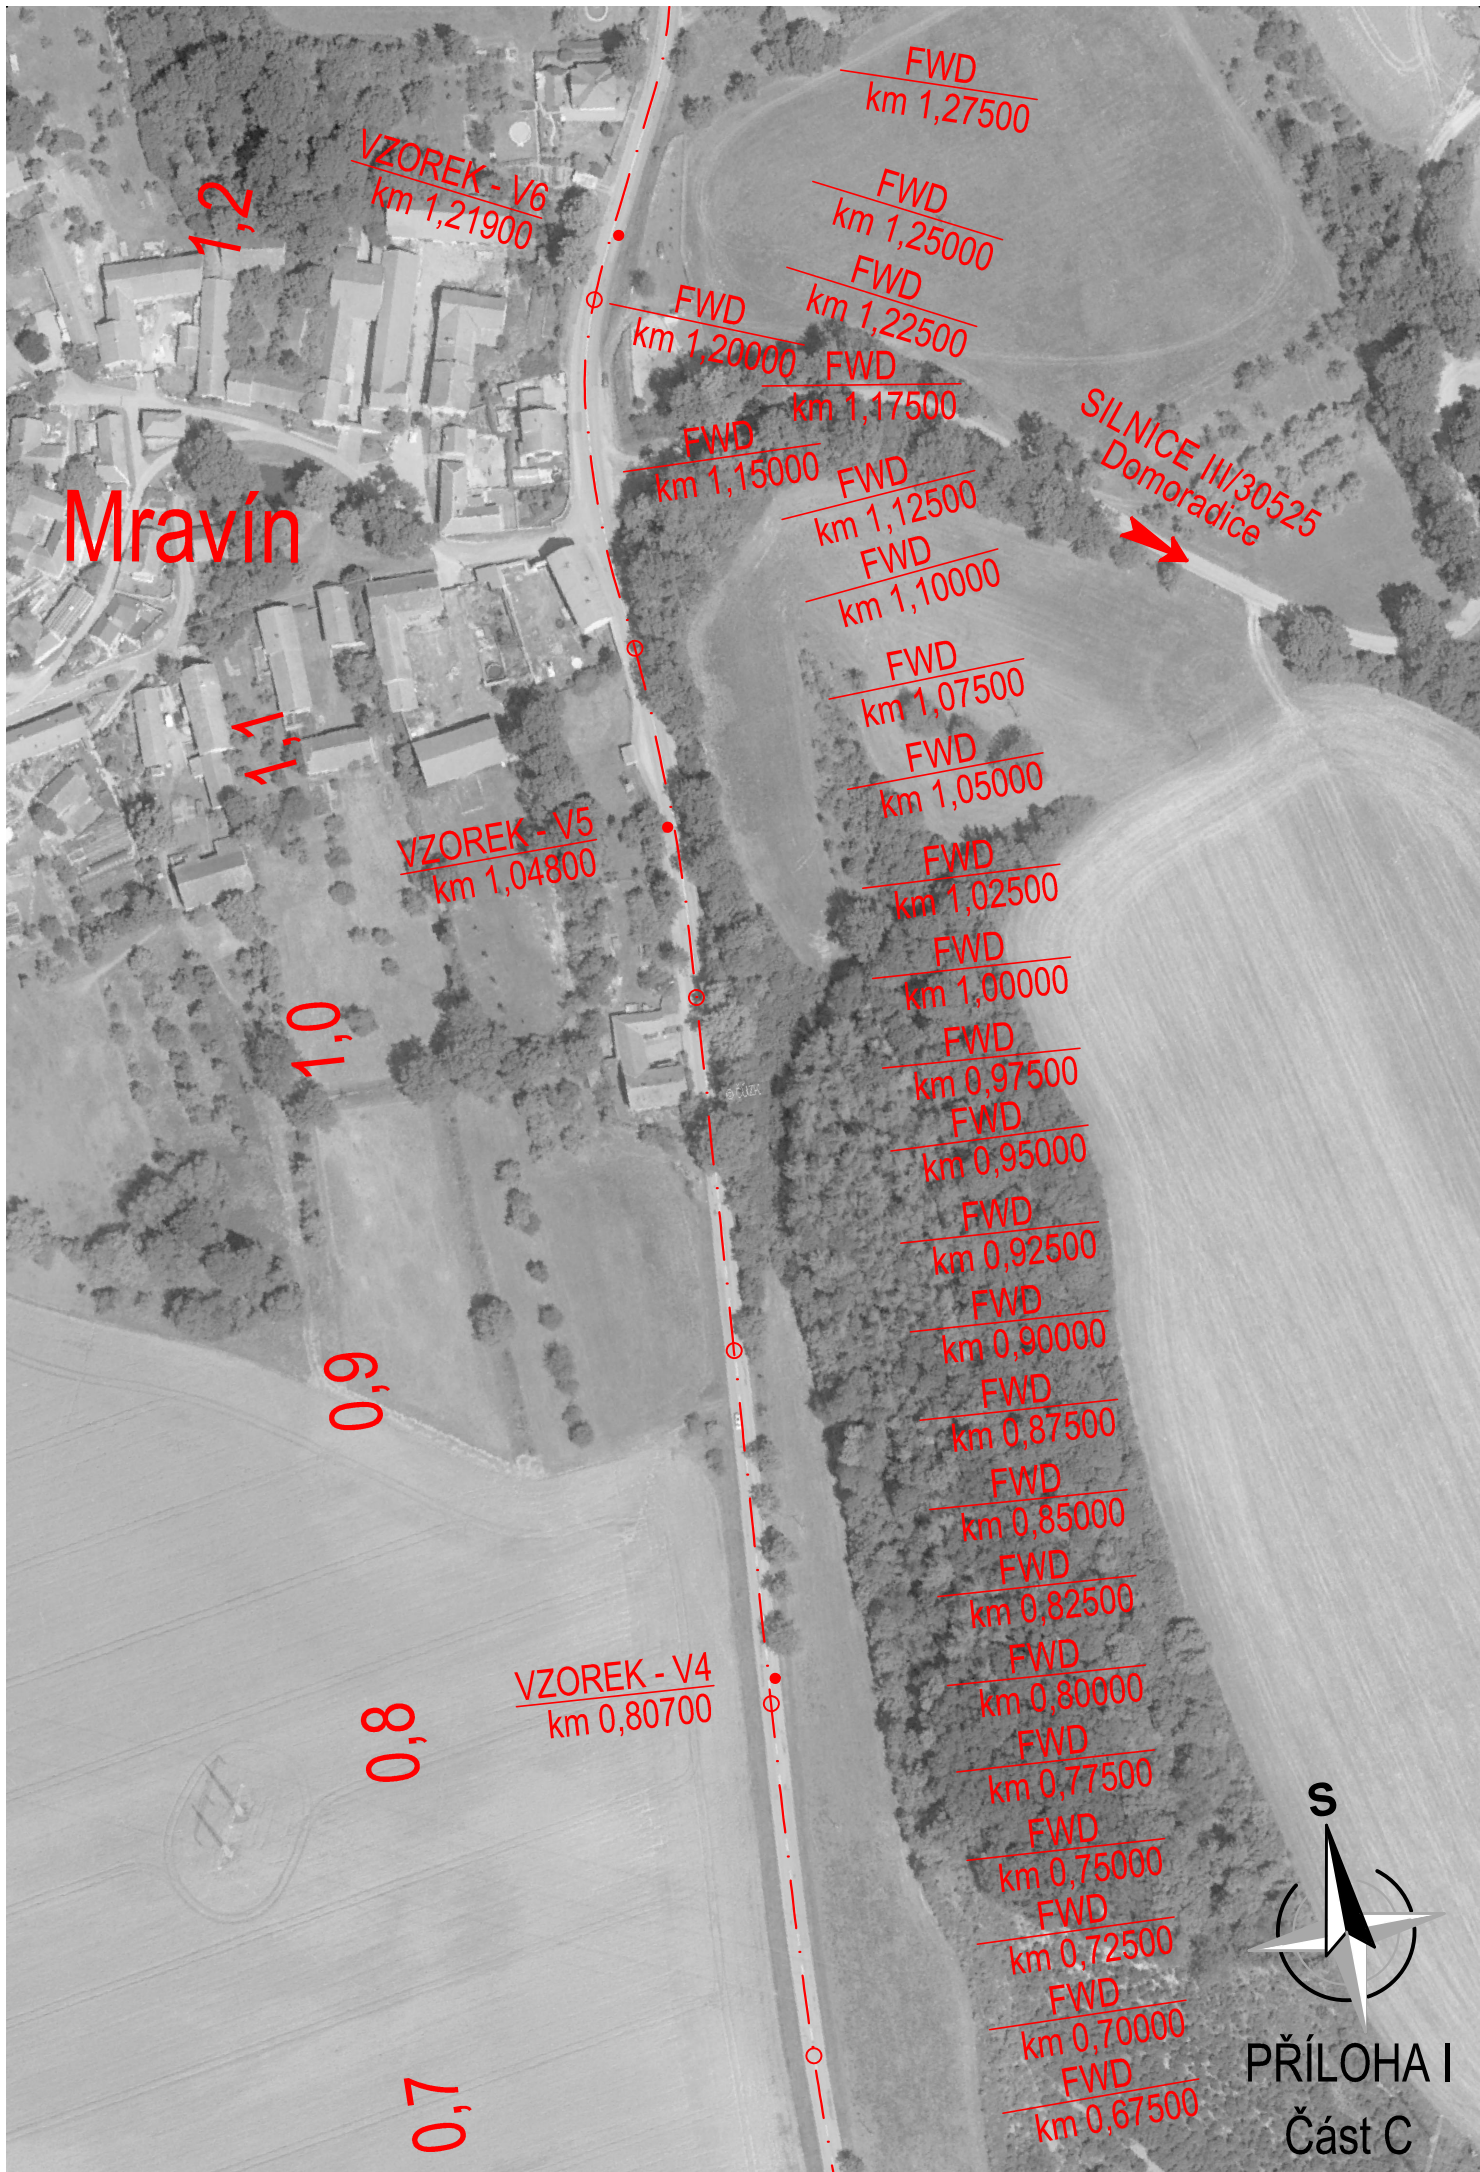 FWD
km 1,27500
VZOREK - V6
km 1,21900
1,2
FWD
km 1,25000
FWD
km 1,22500
FWD
km 1,20000
FWD
km 1,17500
SILNICE III/30525
Domoradice
FWD
km 1,15000
FWD
km 1,12500
Mravín
FWD
km 1,10000
FWD
km 1,07500
1,1
FWD
km 1,05000
VZOREK - V5
km 1,04800
FWD
km 1,02500
FWD
km 1,00000
1,0
FWD
km 0,97500
©ČÚZK
FWD
km 0,95000
FWD
km 0,92500
FWD
km 0,90000
0,9
FWD
km 0,87500
FWD
km 0,85000
FWD
km 0,82500
VZOREK - V4
km 0,80700
FWD
km 0,80000
0,8
FWD
km 0,77500
S
FWD
km 0,75000
FWD
km 0,72500
FWD
km 0,70000
PŘÍLOHA I
FWD
km 0,67500
0,7
Část C